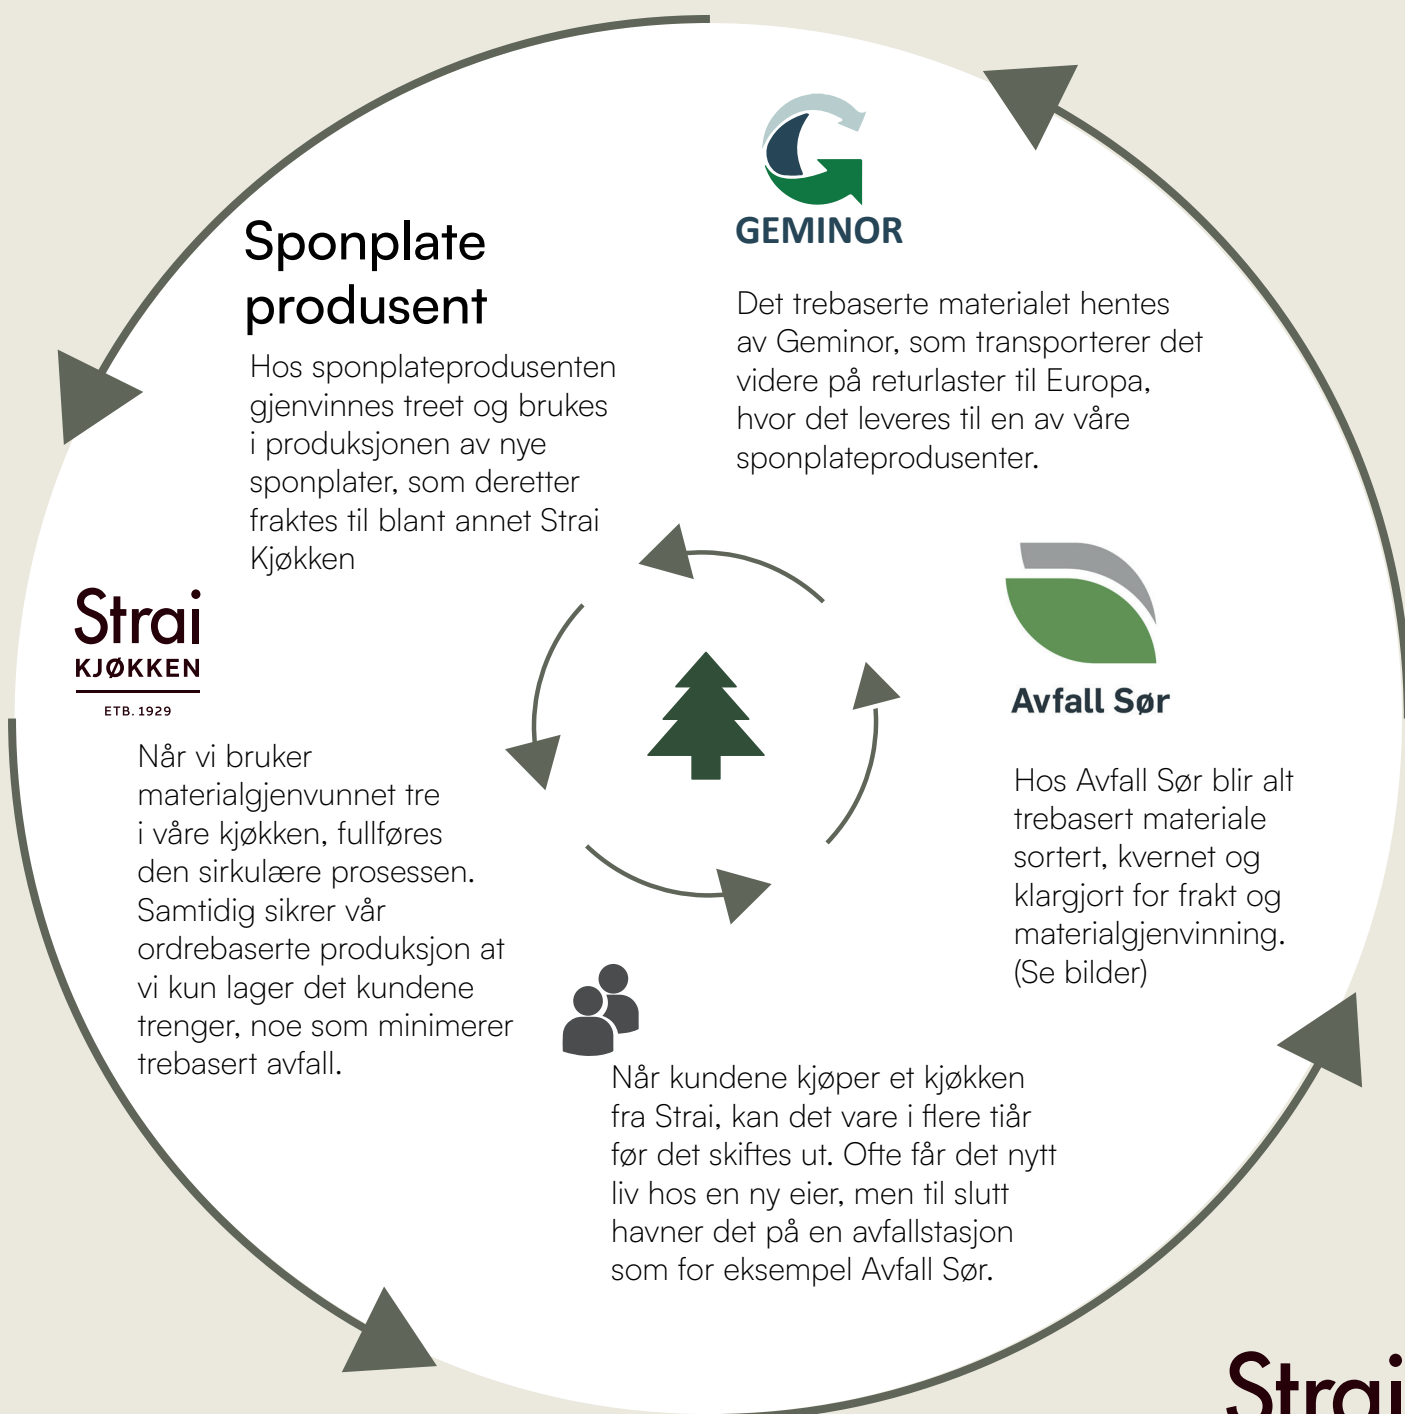 GEMINOR
Det trebaserte materialet hentes
av Geminor, som transporterer det
videre på returlaster til Europa,
hvor det leveres til en av våre
sponplateprodusenter.
Sponplate
produsent
Hos sponplateprodusenten
gjenvinnes treet og brukes
i produksjonen av nye
sponplater, som deretter
fraktes til blant annet Strai
Kjøkken
Strai
KJØKKEN
ETB. 1929
Når vi bruker
materialgjenvunnet tre
i våre kjøkken, fullføres
den sirkulære prosessen.
Samtidig sikrer vår
ordrebaserte produksjon at
vi kun lager det kundene
trenger, noe som minimerer
trebasert avfall.
Avfall Sør
Hos Avfall Sør blir alt
trebasert materiale
sortert, kvernet og
klargjort for frakt og
materialgjenvinning.
(Se bilder)
Når kundene kjøper et kjøkken
fra Strai, kan det vare i flere tiår
før det skiftes ut. Ofte får det nytt
liv hos en ny eier, men til slutt
havner det på en avfallstasjon
som for eksempel Avfall Sør.
Strai